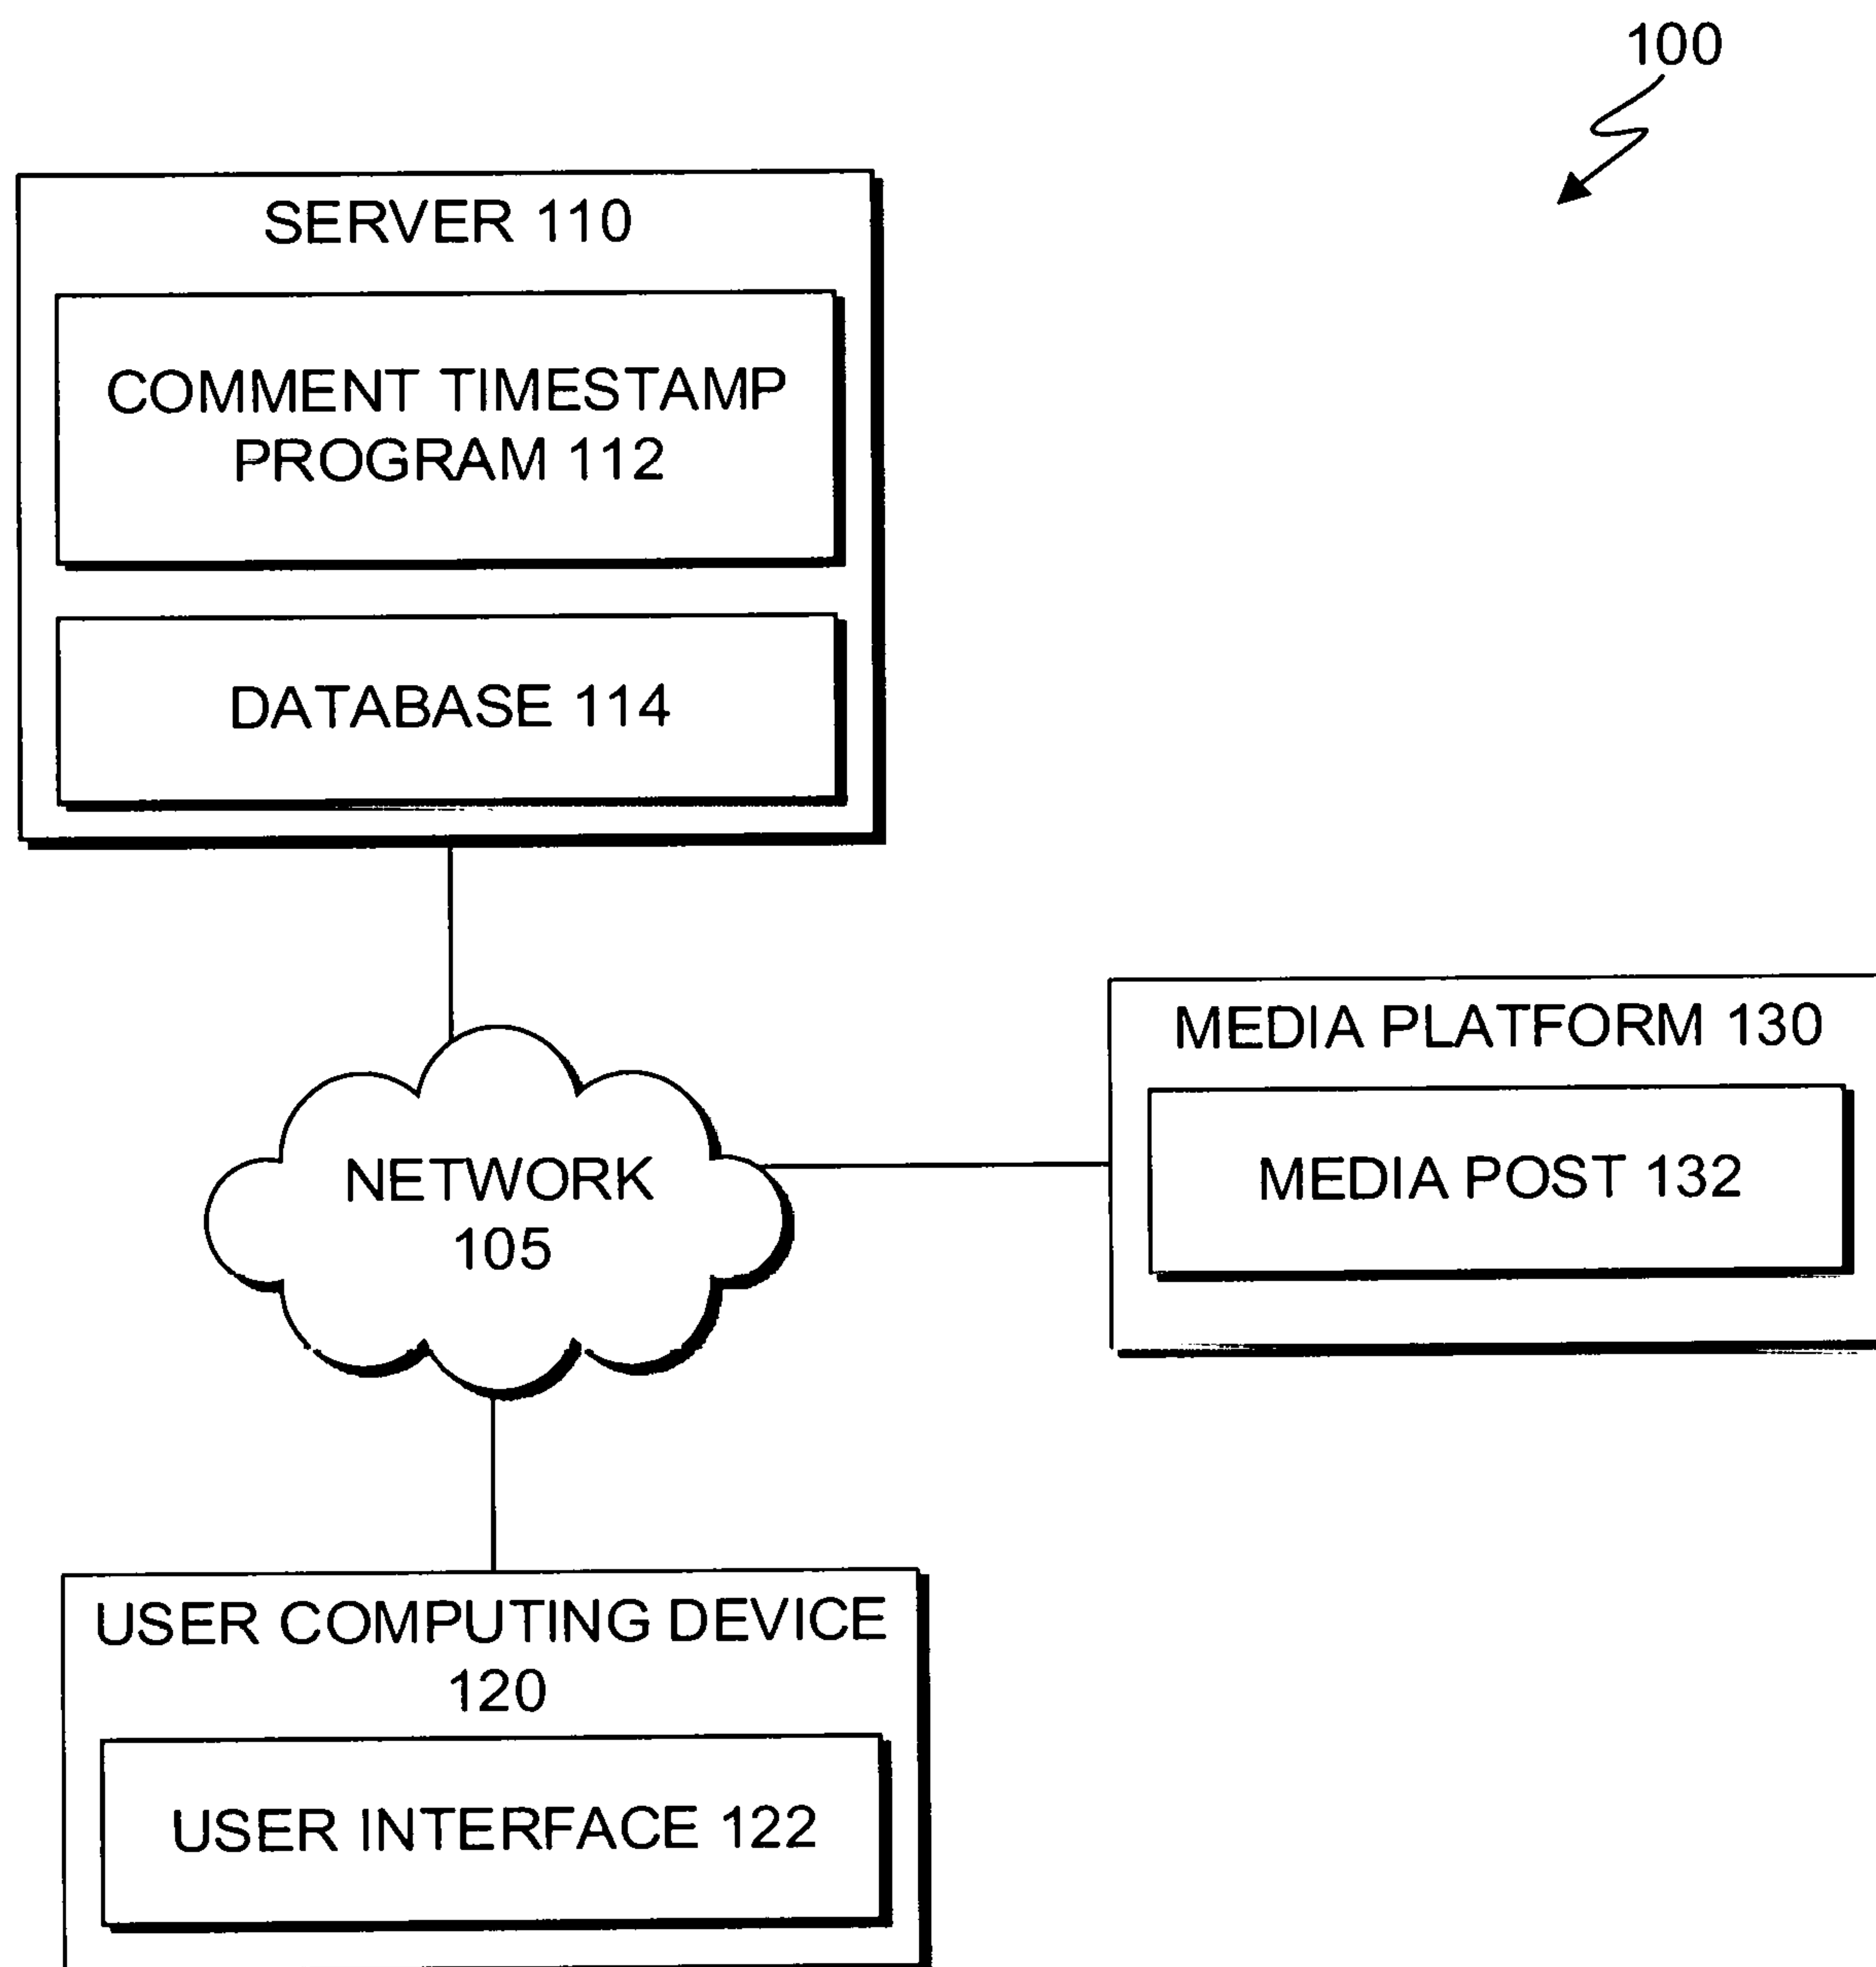 100
SERVER 110
COMMENT TIMESTAMP
PROGRAM 112
DATABASE 114
MEDIA PLATFORM 130
MEDIA POST 132
NETWORK
105
USER COMPUTING DEVICE
120
USER INTERFACE 122